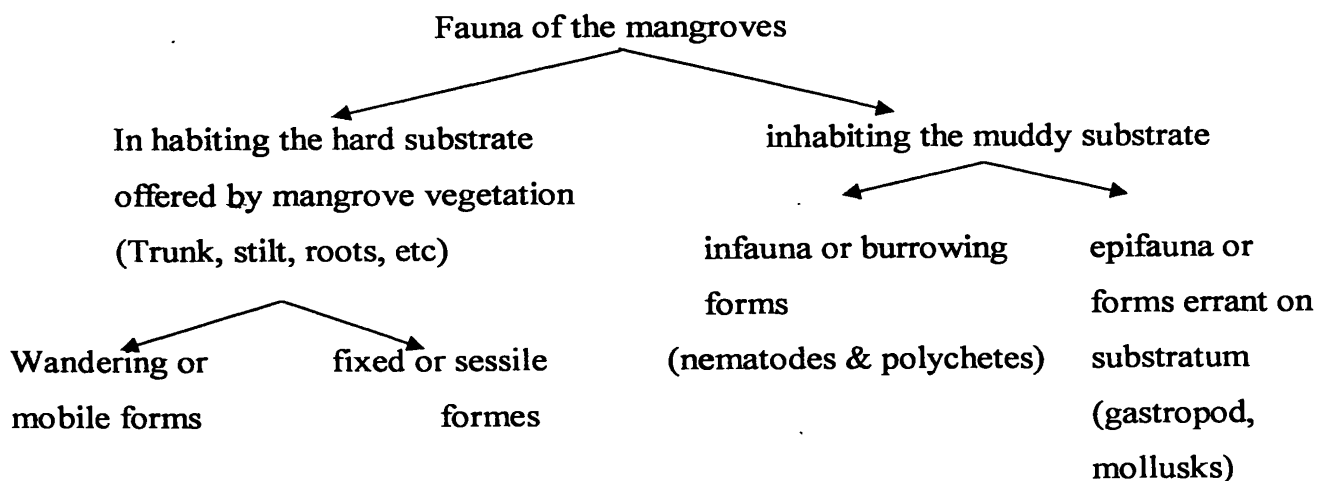 Fauna of the mangroves
In habiting the hard substrate
offered by mangrove vegetation
(Trunk, stilt, roots, etc)
inhabiting the muddy substrate
Wandering or
mobile forms
fixed or sessile
formes
infauna or burrowing
forms
(nematodes & polychetes)
epifauna or
forms errant on
substratum
(gastropod,
mollusks)